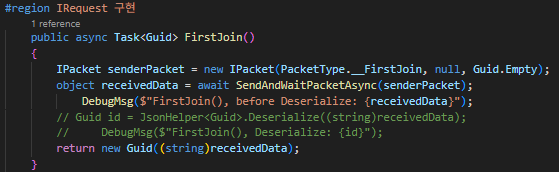 #region IRequest 구현
1 reference
public async Task<Guid> FirstJoin()
{
IPacket senderPacket = new IPacket(PacketType.__FirstJoin, null, Guid.Empty);
object receivedData = await SendAndWaitPacketAsync(senderPacket);
DebugMsg($"FirstJoin(), before Deserialize: {receivedData}");
// Guid id = JsonHelper<Guid>.Deserialize((string)receivedData);
//     DebugMsg($"FirstJoin(), Deserialize: {id}");
return new Guid((string)receivedData);
}